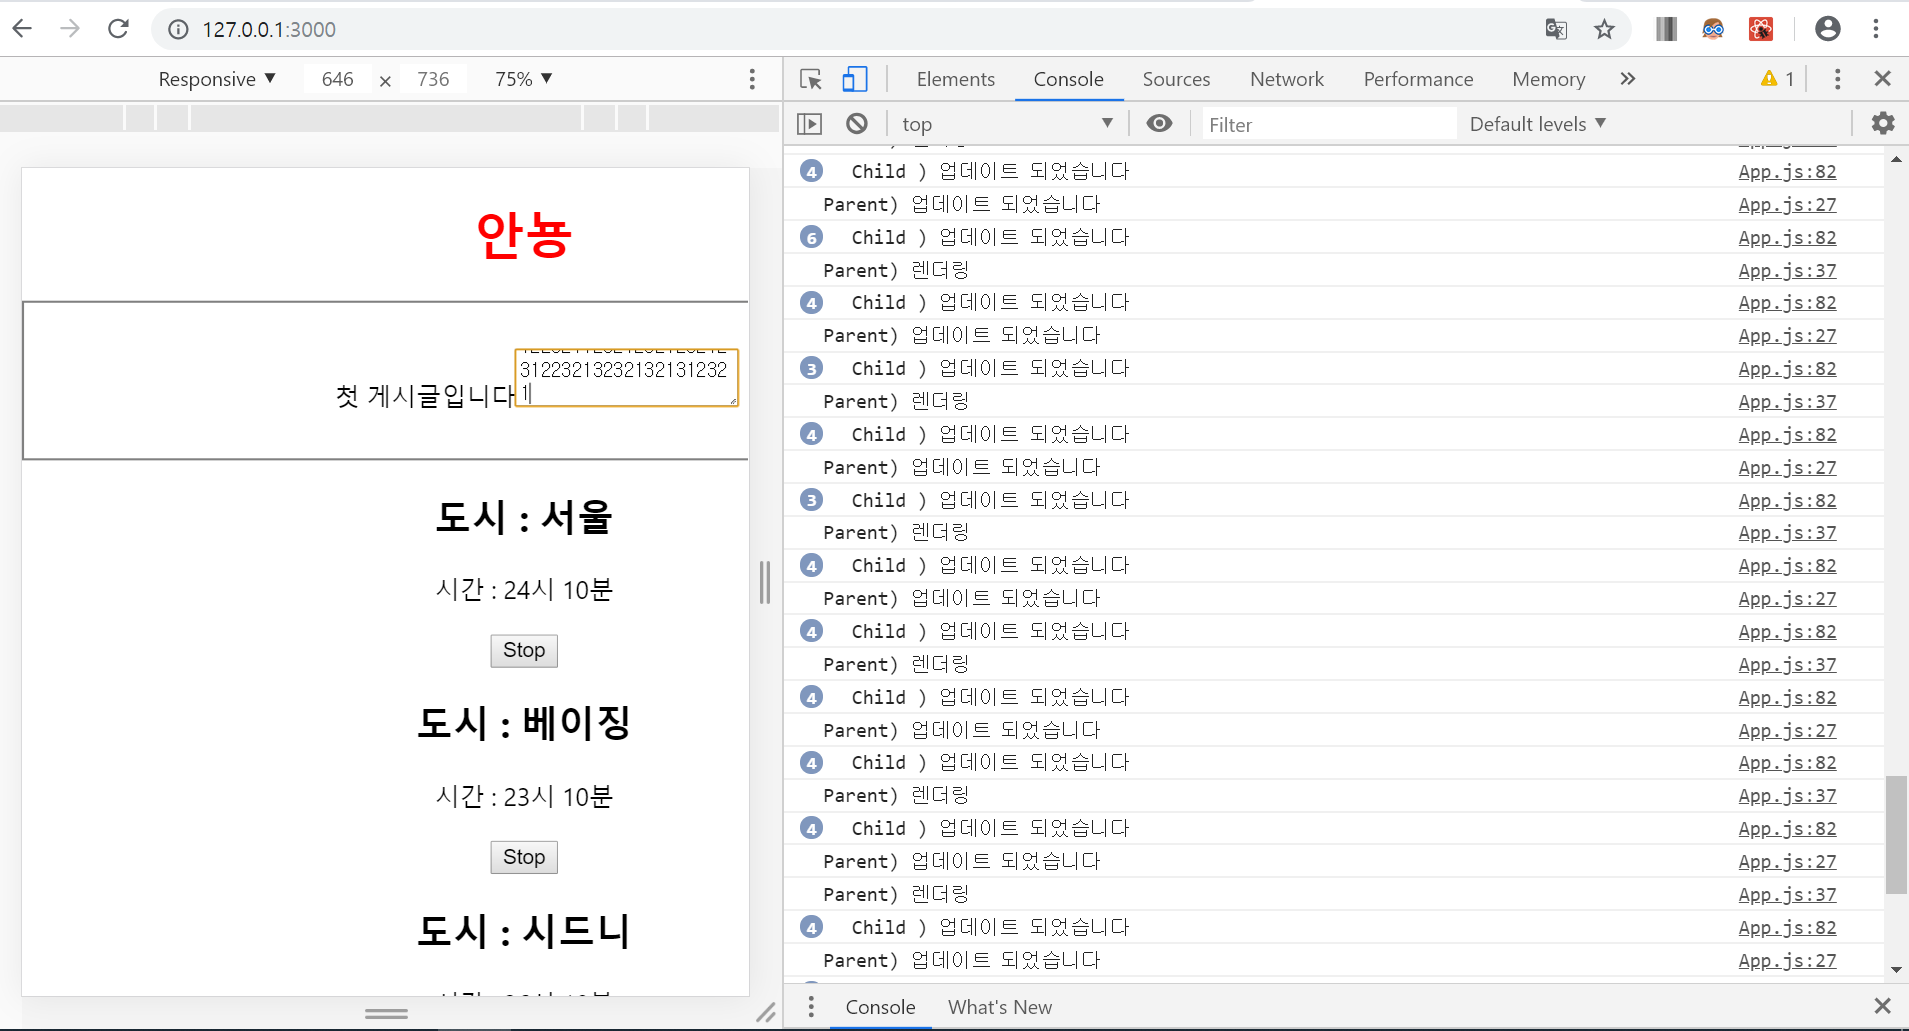 127.0.0.1:3000
Responsive ▼ 646 × 736 75% ▼
Elements Console Sources Network Performance Memory » 1
top ▼ Filter Default levels ▼
안뇽
31223213232132131232
첫 게시글입니다 1
도시 : 서울
시간 : 24시 10분
Stop
도시 : 베이징
시간 : 23시 10분
Stop
도시 : 시드니
4 Child ) 업데이트 되었습니다 App.js:82
Parent) 업데이트 되었습니다 App.js:27
6 Child ) 업데이트 되었습니다 App.js:82
Parent) 렌더링 App.js:37
4 Child ) 업데이트 되었습니다 App.js:82
Parent) 업데이트 되었습니다 App.js:27
3 Child ) 업데이트 되었습니다 App.js:82
Parent) 렌더링 App.js:37
4 Child ) 업데이트 되었습니다 App.js:82
Parent) 업데이트 되었습니다 App.js:27
3 Child ) 업데이트 되었습니다 App.js:82
Parent) 렌더링 App.js:37
4 Child ) 업데이트 되었습니다 App.js:82
Parent) 업데이트 되었습니다 App.js:27
4 Child ) 업데이트 되었습니다 App.js:82
Parent) 렌더링 App.js:37
4 Child ) 업데이트 되었습니다 App.js:82
Parent) 업데이트 되었습니다 App.js:27
4 Child ) 업데이트 되었습니다 App.js:82
Parent) 렌더링 App.js:37
4 Child ) 업데이트 되었습니다 App.js:82
Parent) 업데이트 되었습니다 App.js:27
Parent) 렌더링 App.js:37
4 Child ) 업데이트 되었습니다 App.js:82
Parent) 업데이트 되었습니다 App.js:27
Console What's New